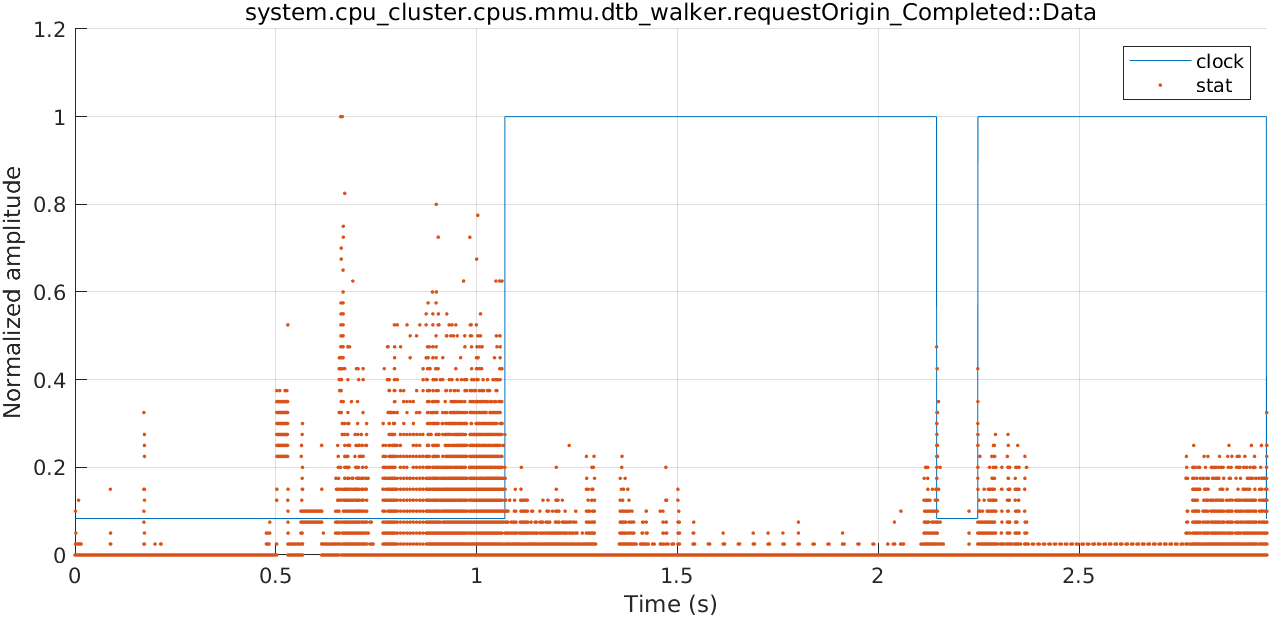 system.cpu_cluster.cpus.mmu.dtb_walker.requestOrigin_Completed::Data
1.2
1
0.8
0.6
0.4
0.2
0
Normalized amplitude
clock
stat
0
0.5
1
1.5
2
2.5
Time (s)